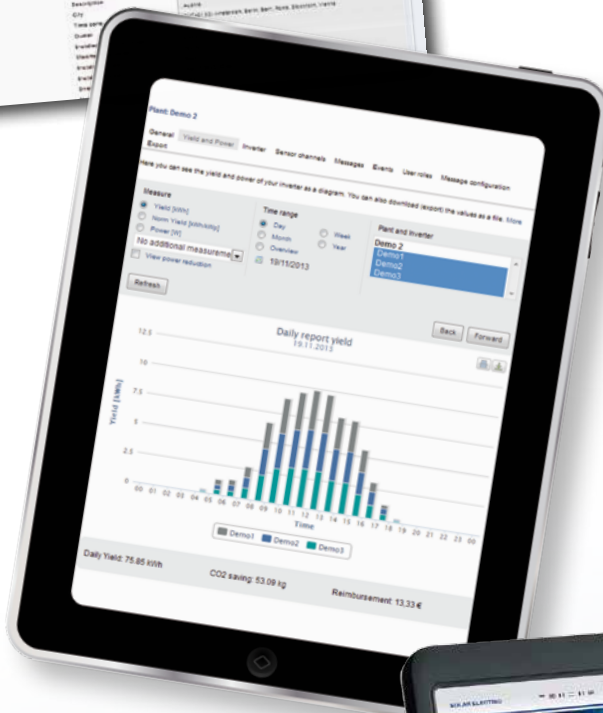 Description
City
Plant: Demo 2
General Yield and Power Inverter Sensor channels Messages Events User roles Message configuration
Export
Here you can see the yield and power of your inverter as a diagram. You can also download (export) the values as a file. More
Measure
Yield [kWh]
Norm Yield [kWh/kWp]
Power [W]
No additional measureme
View power reduction
Time range
Day Week
Month Year
Overview
19/11/2013
Plant and inverter
Demo 2
Demo1
Demo2
Demo3
Refresh
Back Forward
Daily report yield
19.11.2013
Yield [kWh]
12.5
10
7.5
5
2.5
0
00 01 02 03 04 05 06 07 08 09 10 11 12 13 14 15 16 17 18 19 20 21 22 23 00
Time
Demo1 Demo2 Demo3
Daily Yield: 75.85 kWh CO2 saving: 53.09 kg Reimbursement: 13,33 €